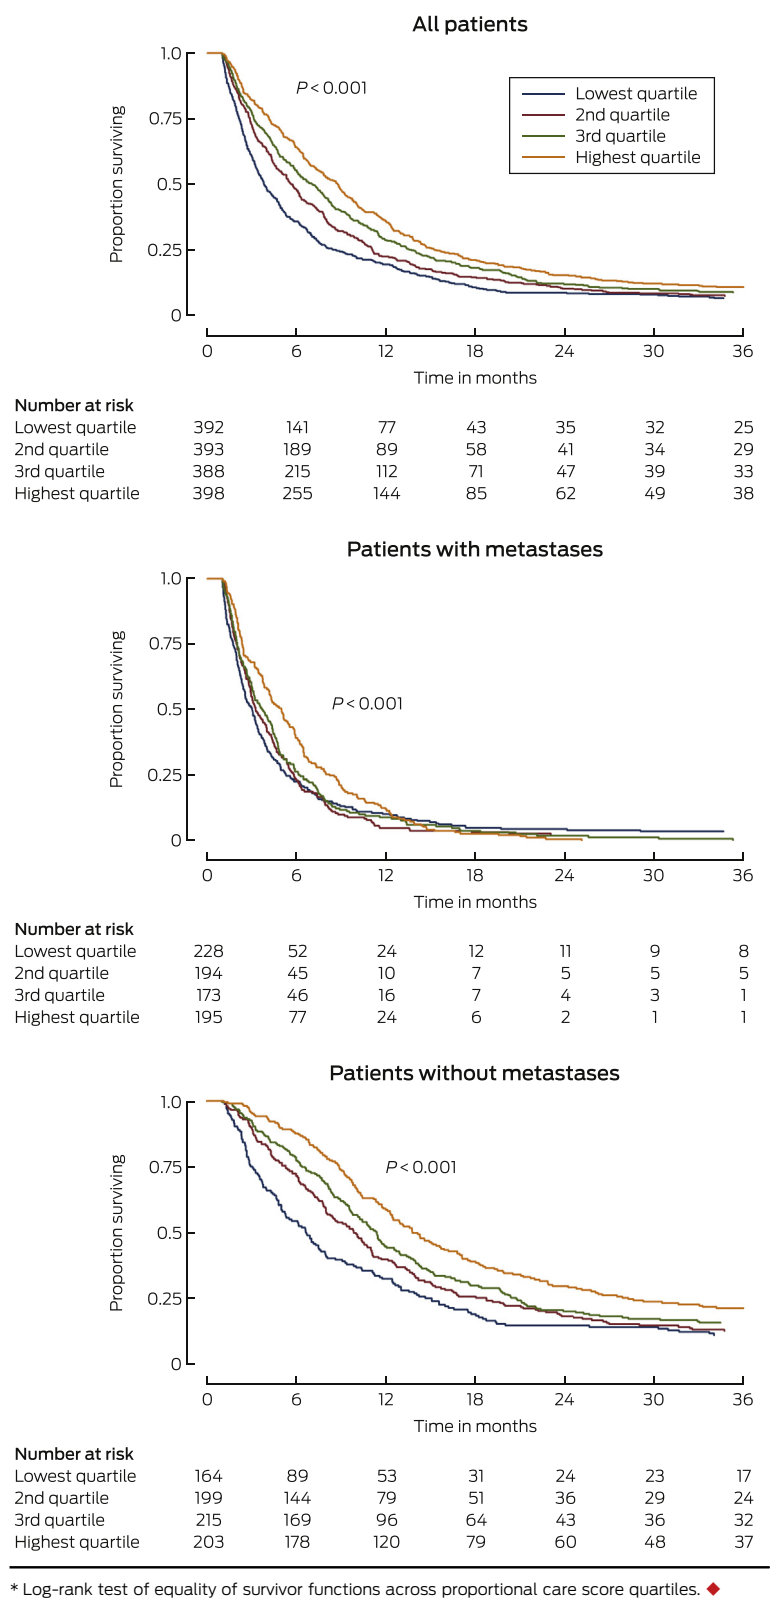 All patients
1.0
0.75
0.5
0.25
0
Proportion surviving
P < 0.001
Lowest quartile
2nd quartile
3rd quartile
Highest quartile
0 6 12 18 24 30 36
Time in months
Number at risk
Lowest quartile 392 141 77 43 35 32 25
2nd quartile 393 189 89 58 41 34 29
3rd quartile 388 215 112 71 47 39 33
Highest quartile 398 255 144 85 62 49 38
Patients with metastases
1.0
0.75
0.5
0.25
0
Proportion surviving
P < 0.001
0 6 12 18 24 30 36
Time in months
Number at risk
Lowest quartile 228 52 24 12 11 9 8
2nd quartile 194 45 10 7 5 5 5
3rd quartile 173 46 16 7 4 3 1
Highest quartile 195 77 24 6 2 1 1
Patients without metastases
1.0
0.75
0.5
0.25
0
Proportion surviving
P < 0.001
0 6 12 18 24 30 36
Time in months
Number at risk
Lowest quartile 164 89 53 31 24 23 17
2nd quartile 199 144 79 51 36 29 24
3rd quartile 215 169 96 64 43 36 32
Highest quartile 203 178 120 79 60 48 37
* Log-rank test of equality of survivor functions across proportional care score quartiles. ◆